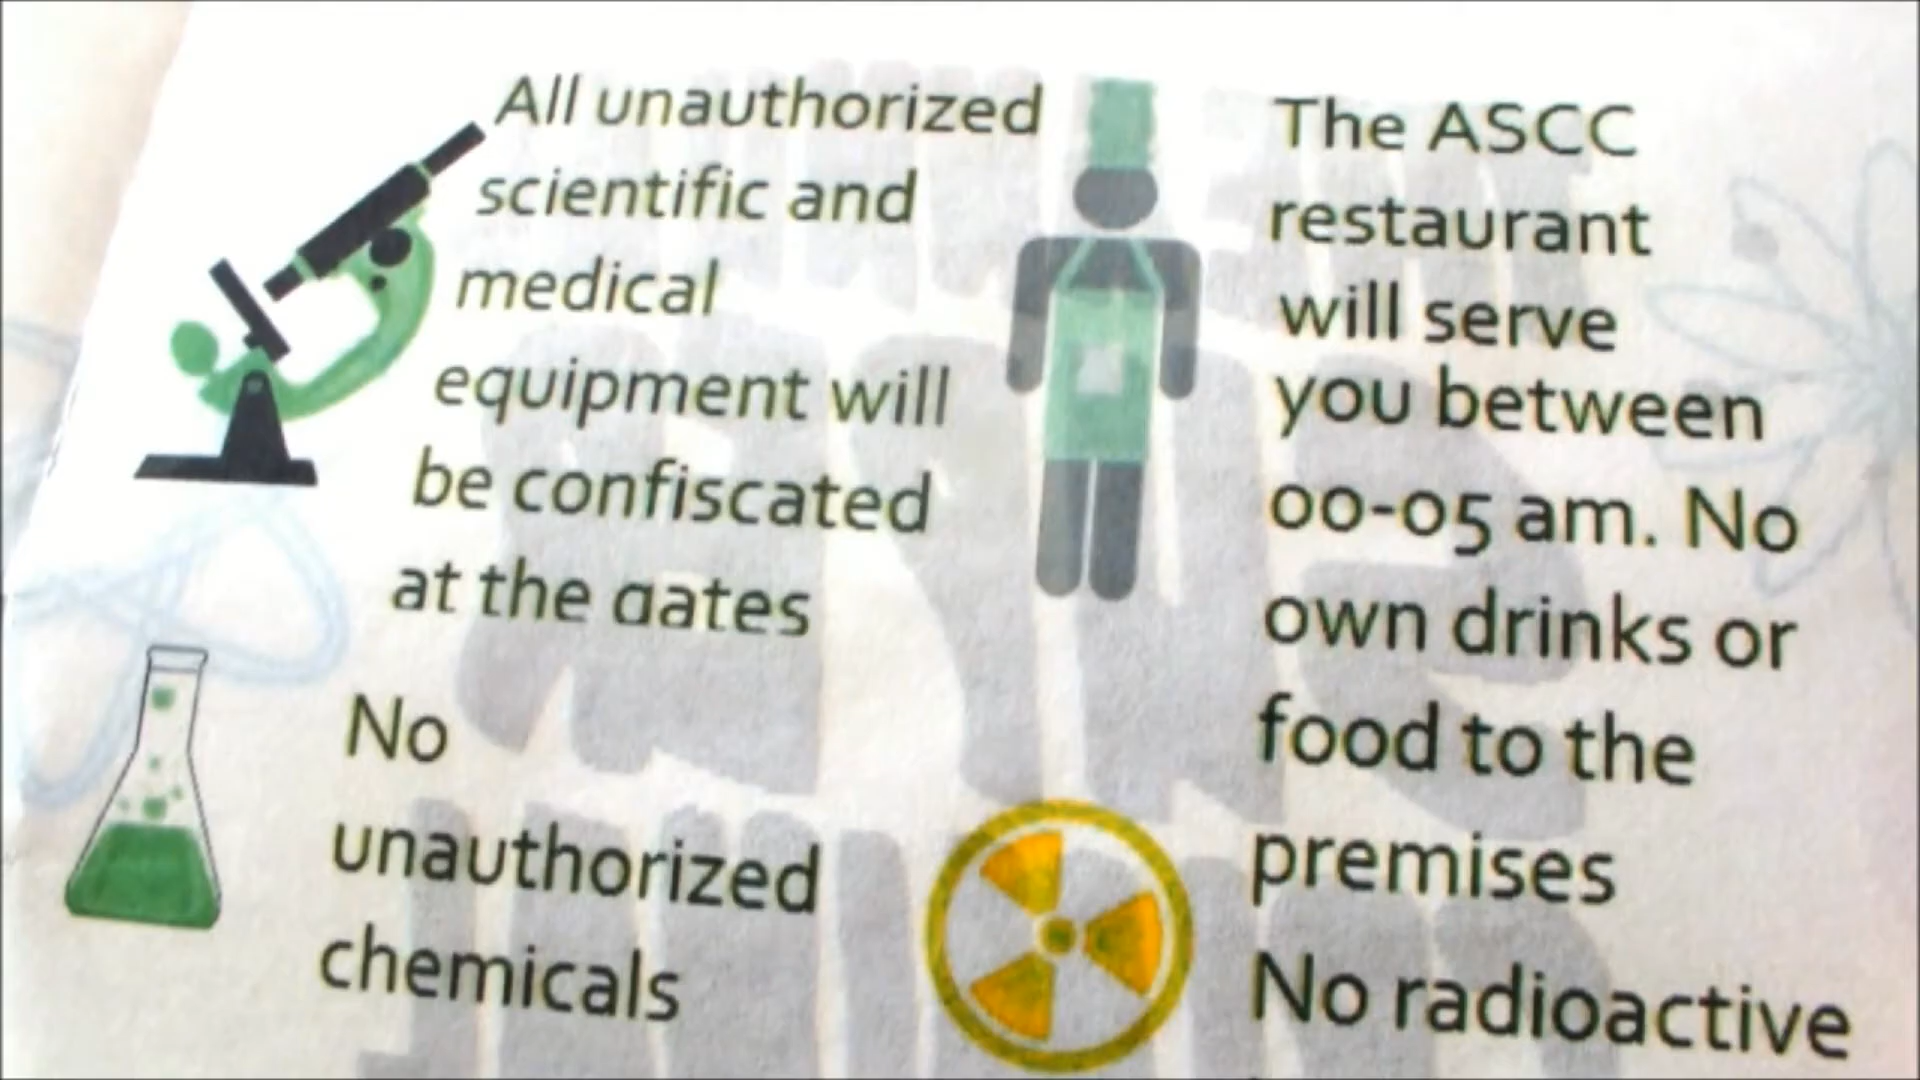 All unauthorized
scientific and
medical
equipment will
be confiscated
at the gates
No
unauthorized
chemicals
The ASCC
restaurant
will serve
you between
00-05 am. No
own drinks or
food to the
premises
No radioactive